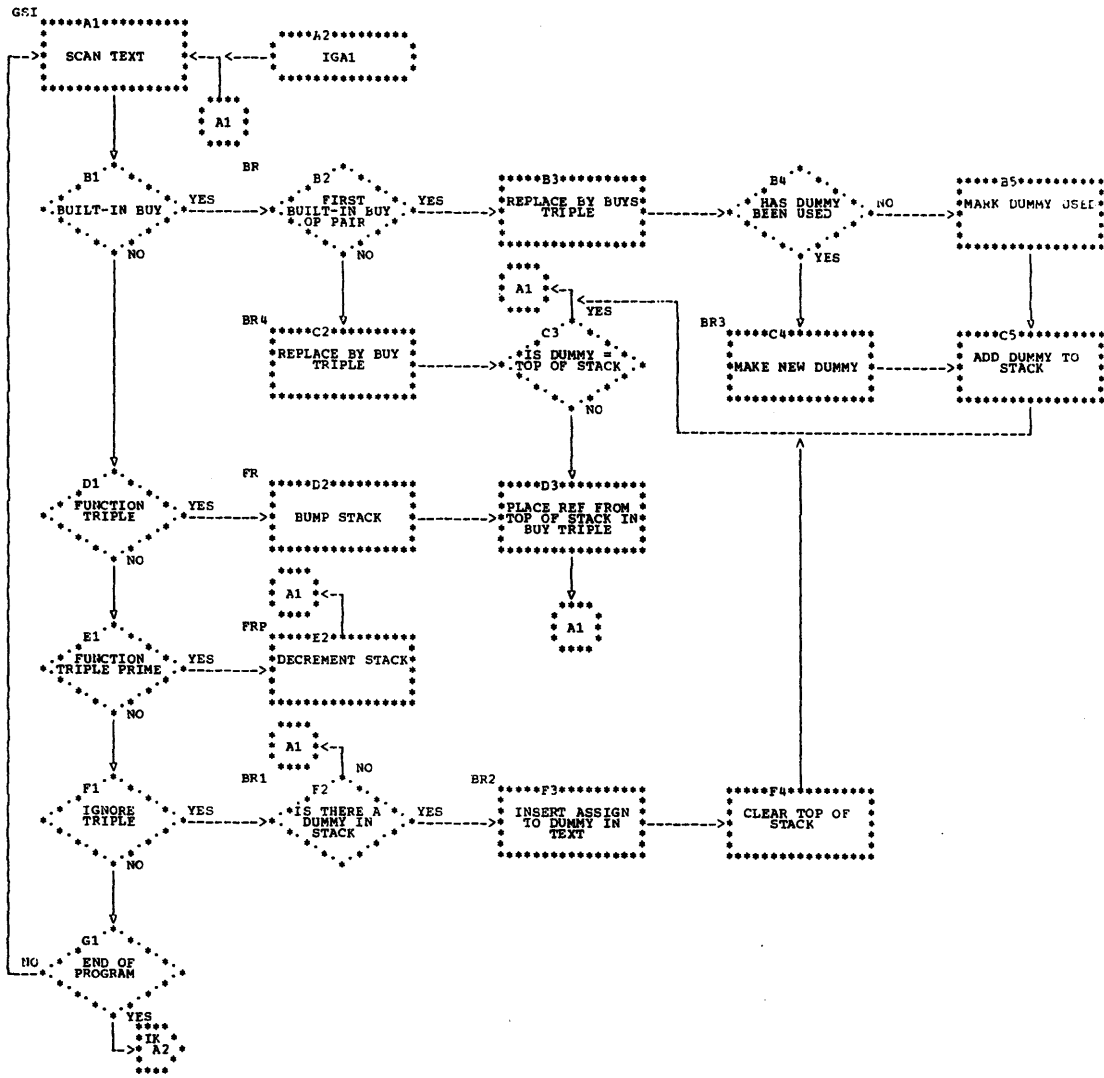 GSI
A1
SCAN TEXT
A2
IGA1
A1
B1
BUILT-IN BUY
YES
NO
BR
B2
FIRST
BUILT-IN BUY
OP PAIR
YES
NO
B3
REPLACE BY BUYS
TRIPLE
B4
HAS DUMMY
BEEN USED
NO
YES
B5
MARK DUMMY USED
A1
YES
BR4
C2
REPLACE BY BUY
TRIPLE
C3
IS DUMMY =
TOP OF STACK
NO
BR3
C4
MAKE NEW DUMMY
C5
ADD DUMMY TO
STACK
D1
FUNCTION
TRIPLE
YES
NO
FR
D2
BUMP STACK
D3
PLACE REF FROM
TOP OF STACK IN
BUY TRIPLE
A1
A1
E1
FUNCTION
TRIPLE PRIME
YES
NO
FRP
E2
DECREMENT STACK
A1
NO
F1
IGNORE
TRIPLE
YES
NO
BR1
F2
IS THERE A
DUMMY IN
STACK
YES
BR2
F3
INSERT ASSIGN
TO DUMMY IN
TEXT
F4
CLEAR TOP OF
STACK
G1
END OF
PROGRAM
NO
YES
IK
A2